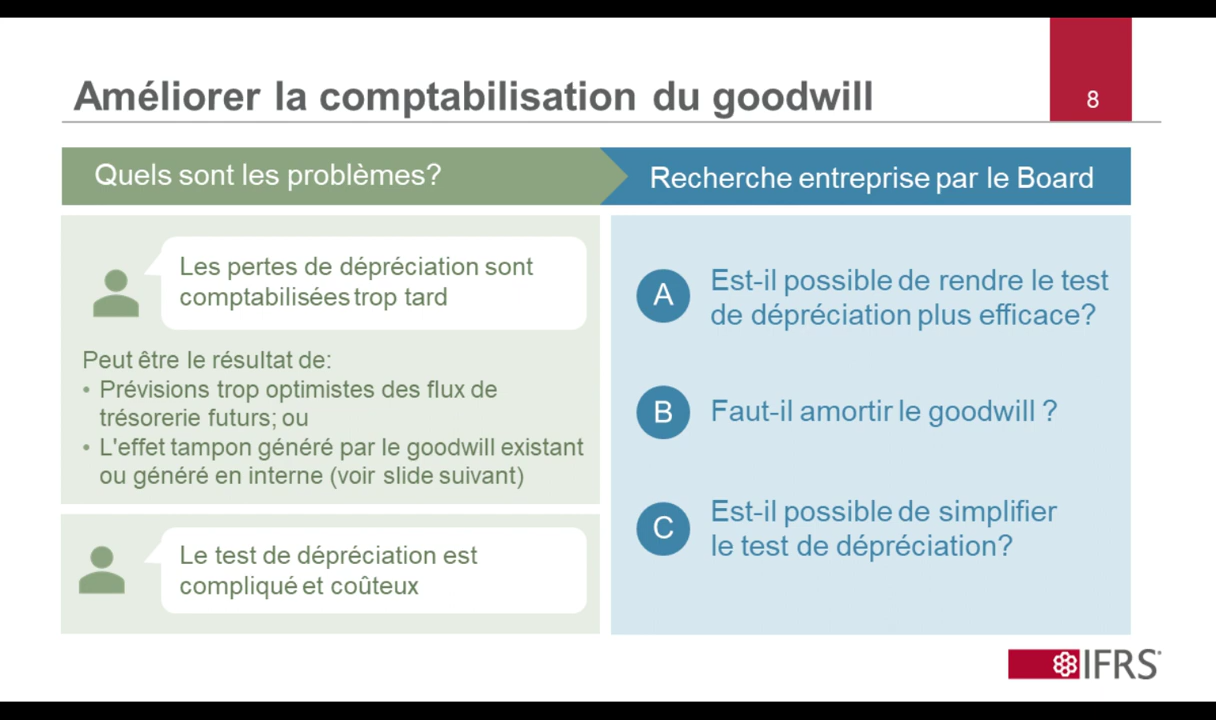 Améliorer la comptabilisation du goodwill
8
Quels sont les problèmes?
Recherche entreprise par le Board
Les pertes de dépréciation sont
comptabilisées trop tard
Peut être le résultat de:
• Prévisions trop optimistes des flux de
trésorerie futurs; ou
• L'effet tampon généré par le goodwill existant
ou généré en interne (voir slide suivant)
Le test de dépréciation est
compliqué et coûteux
A
Est-il possible de rendre le test
de dépréciation plus efficace?
B
Faut-il amortir le goodwill ?
C
Est-il possible de simplifier
le test de dépréciation?
IFRS